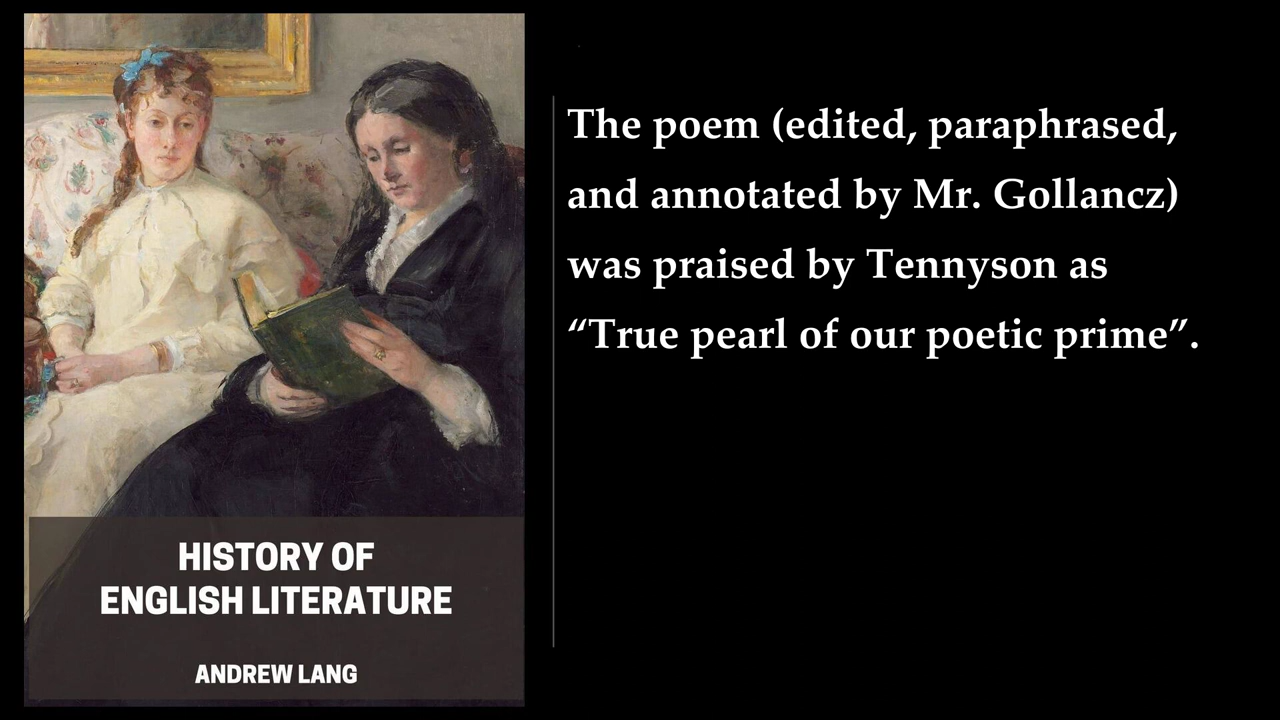 The poem (edited, paraphrased,
and annotated by Mr. Gollancz)
was praised by Tennyson as
“True pearl of our poetic prime”.
HISTORY OF
ENGLISH LITERATURE
ANDREW LANG